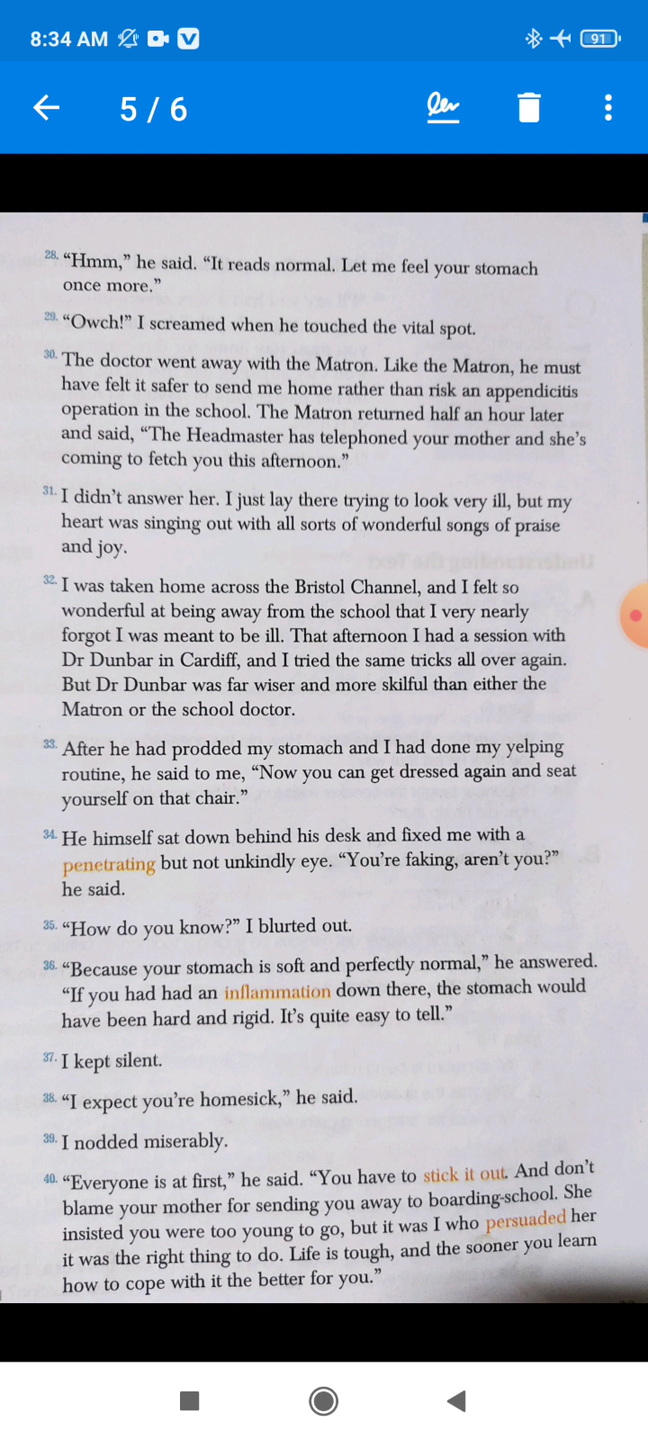 8:34 AM
91
5 / 6
28. “Hmm,” he said. “It reads normal. Let me feel your stomach
once more.”
29. “Owch!” I screamed when he touched the vital spot.
30. The doctor went away with the Matron. Like the Matron, he must
have felt it safer to send me home rather than risk an appendicitis
operation in the school. The Matron returned half an hour later
and said, “The Headmaster has telephoned your mother and she’s
coming to fetch you this afternoon.”
31. I didn’t answer her. I just lay there trying to look very ill, but my
heart was singing out with all sorts of wonderful songs of praise
and joy.
32. I was taken home across the Bristol Channel, and I felt so
wonderful at being away from the school that I very nearly
forgot I was meant to be ill. That afternoon I had a session with
Dr Dunbar in Cardiff, and I tried the same tricks all over again.
But Dr Dunbar was far wiser and more skilful than either the
Matron or the school doctor.
33. After he had prodded my stomach and I had done my yelping
routine, he said to me, “Now you can get dressed again and seat
yourself on that chair.”
34. He himself sat down behind his desk and fixed me with a
penetrating but not unkindly eye. “You’re faking, aren’t you?”
he said.
35. “How do you know?” I blurted out.
36. “Because your stomach is soft and perfectly normal,” he answered.
“If you had had an inflammation down there, the stomach would
have been hard and rigid. It’s quite easy to tell.”
37. I kept silent.
38. “I expect you’re homesick,” he said.
39. I nodded miserably.
40. “Everyone is at first,” he said. “You have to stick it out. And don’t
blame your mother for sending you away to boarding-school. She
insisted you were too young to go, but it was I who persuaded her
it was the right thing to do. Life is tough, and the sooner you learn
how to cope with it the better for you.”